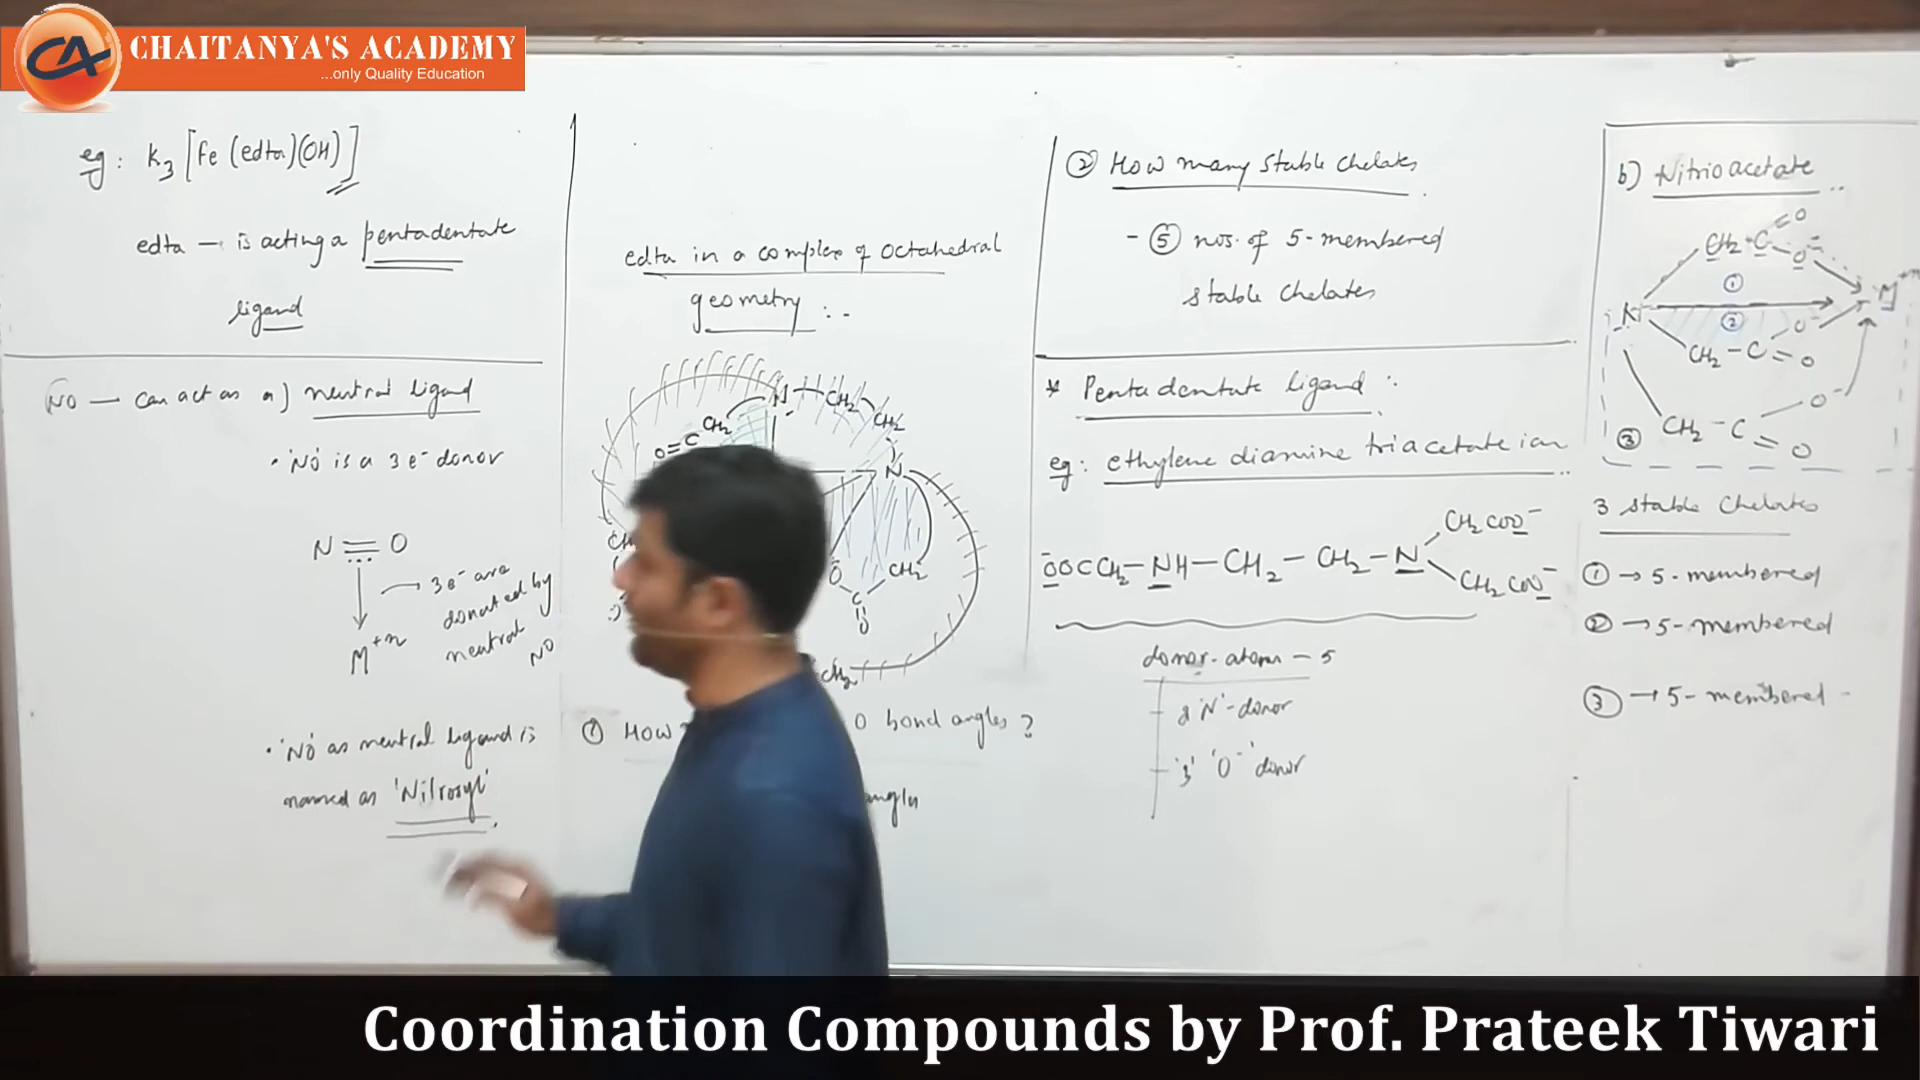 CHAITANYA'S ACADEMY
...only Quality Education
eg: K3 [Fe (edta)(OH)]
edta — is acting a pentadentate
ligand
NO — can act as a) neutral ligand
• 'NO' is a 3e⁻ donor
N O
3e⁻ are
donated by
neutral
NO
M⁺ⁿ
• 'NO' as neutral ligand is
named as 'Nitrosyl'
edta in a complex of octahedral
geometry :-
N — CH2
CH2
CH2
O=C
N
CH2
O
C
O
CH2
① How O bond angles ?
angles
② How many stable chelates
- ⑤ nos. of 5-membered
stable chelates
* Pentadentate ligand :
eg: ethylene diamine triacetate ion
CH2COO⁻
⁻OOCCH2—NH—CH2—CH2—N
CH2COO⁻
donor-atoms — 5
2 'N'-donor
'3' 'O⁻' donor
b) Nitrioacetate
CH2-C O
O⁻
①
N M⁺ⁿ
②
O⁻
CH2-C=O
O⁻
③ CH2-C
O
3 stable chelates
① → 5-membered
② → 5-membered
③ → 5-membered
Coordination Compounds by Prof. Prateek Tiwari